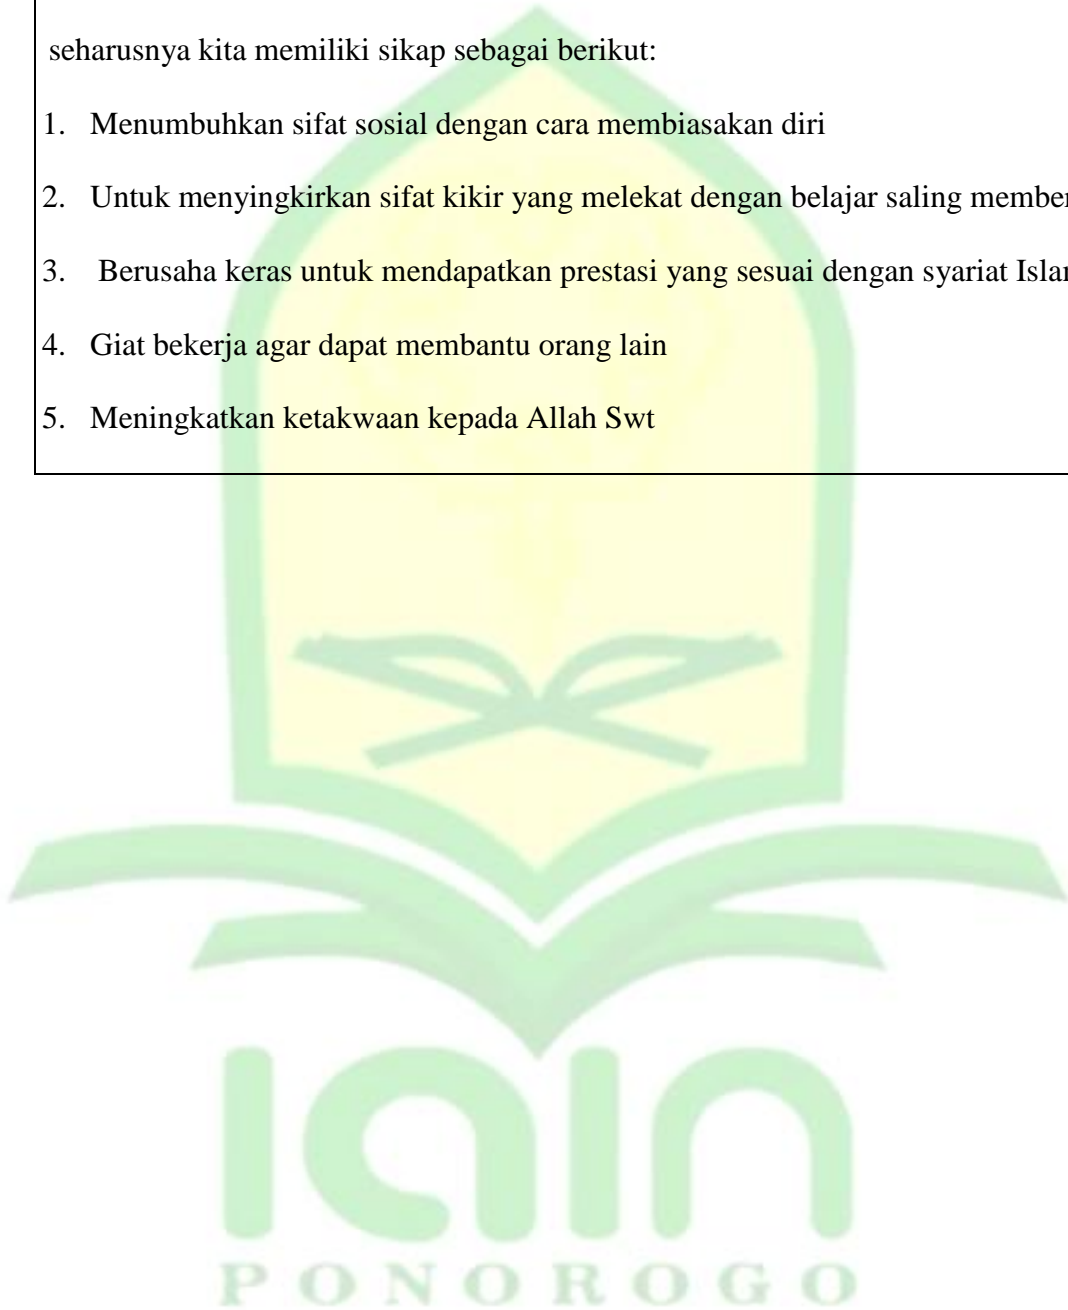 seharusnya kita memiliki sikap sebagai berikut:
1. Menumbuhkan sifat sosial dengan cara membiasakan diri
2. Untuk menyingkirkan sifat kikir yang melekat dengan belajar saling member
3. Berusaha keras untuk mendapatkan prestasi yang sesuai dengan syariat Islam
4. Giat bekerja agar dapat membantu orang lain
5. Meningkatkan ketakwaan kepada Allah Swt
iain
PONOROGO